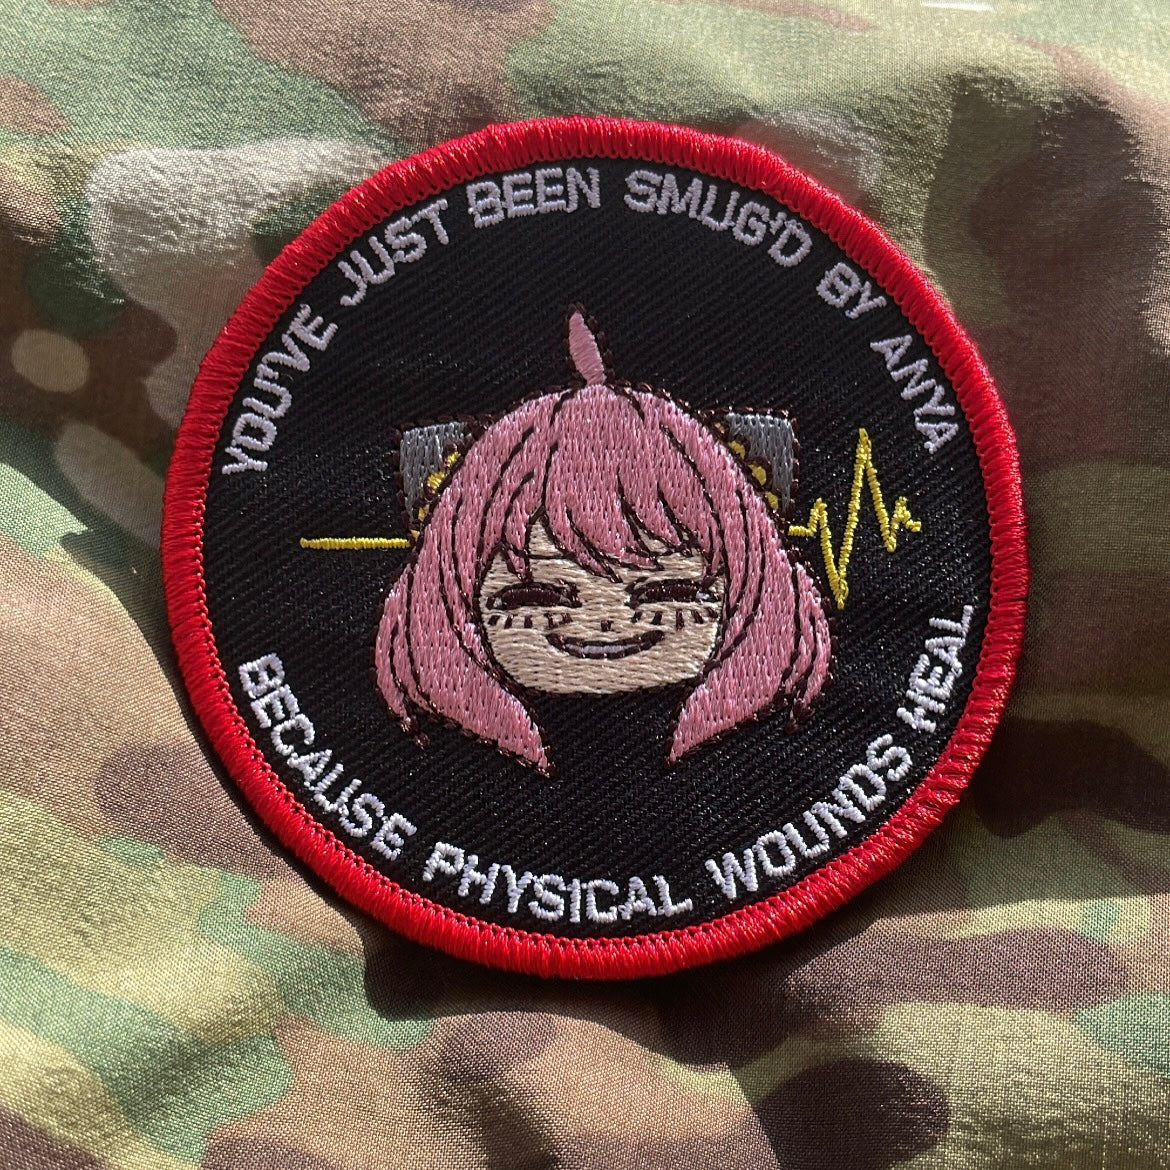 YOU'VE JUST BEEN SMUG'D BY ANYA
BECAUSE PHYSICAL WOUNDS HEAL